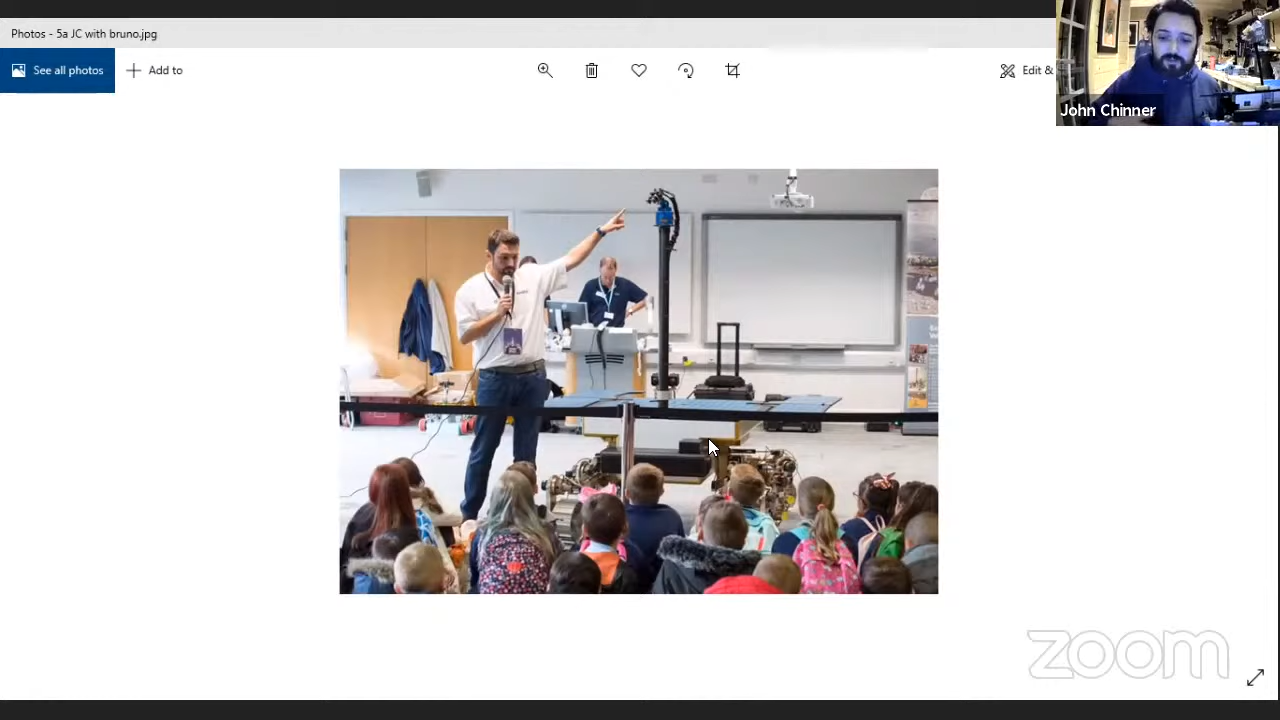 Photos - 5a JC with bruno.jpg
See all photos
Add to
Edit &
John Chinner
zoom